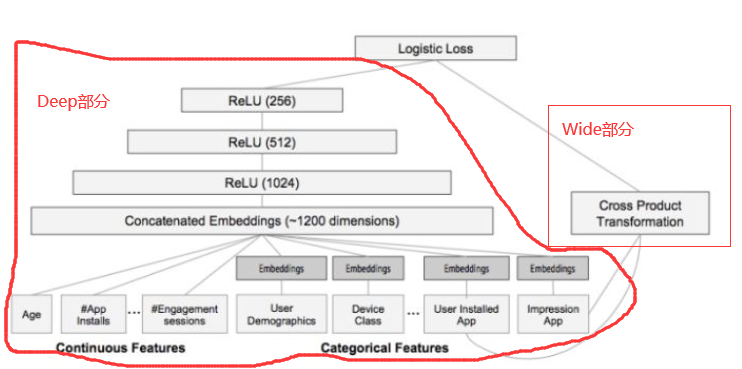 Logistic Loss
Deep部分
ReLU (256)
Wide部分
ReLU (512)
ReLU (1024)
Cross Product
Transformation
Concatenated Embeddings (~1200 dimensions)
Embeddings
Embeddings
Embeddings
Embeddings
Age
#App
Installs
...
#Engagement
sessions
User
Demographics
Device
Class
...
User Installed
App
Impression
App
Continuous Features
Categorical Features